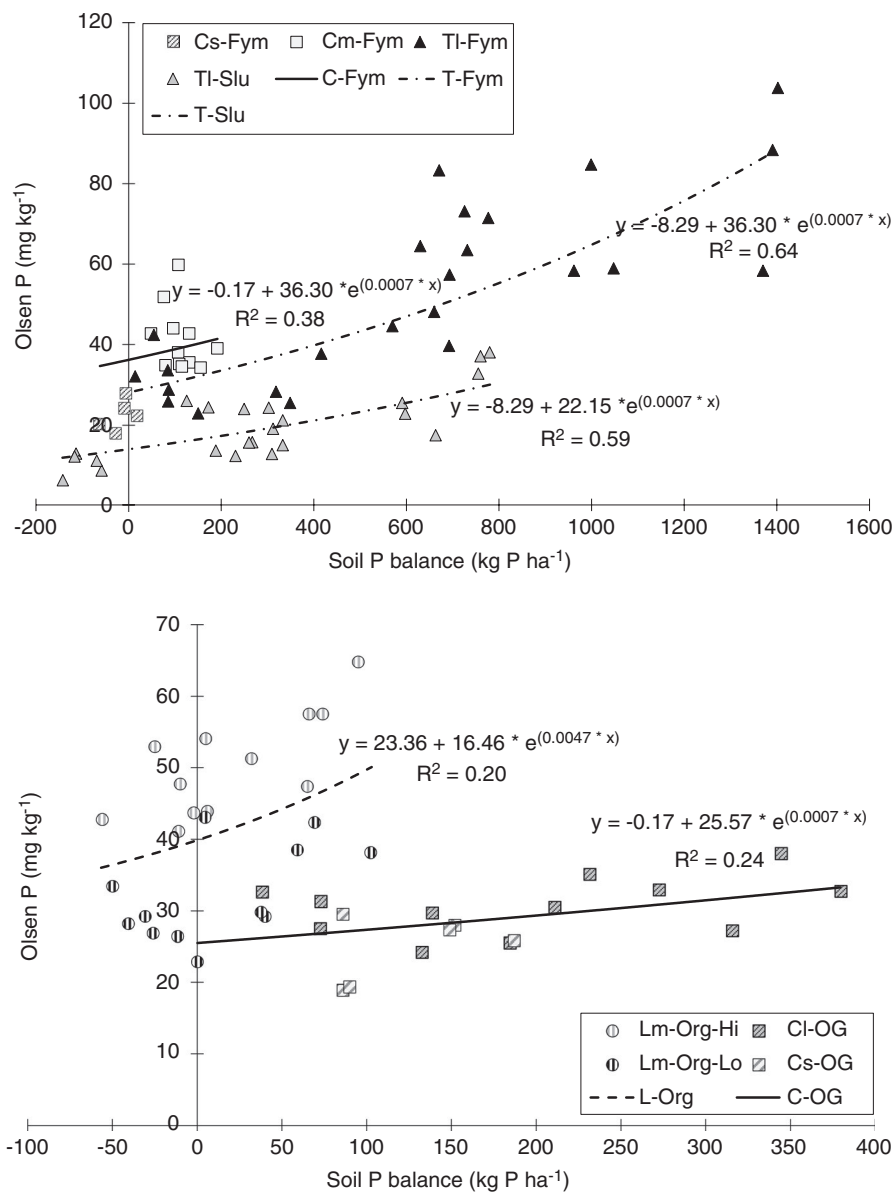 120
100
80
60
40
20
0
Olsen P (mg kg-1)
Cs-Fym Cm-Fym Tl-Fym
Tl-Slu C-Fym T-Fym
T-Slu
y = -8.29 + 36.30 * e(0.0007 * x)
R2 = 0.64
y = -0.17 + 36.30 *e(0.0007 * x)
R2 = 0.38
y = -8.29 + 22.15 *e(0.0007 * x)
R2 = 0.59
-200 0 200 400 600 800 1000 1200 1400 1600
Soil P balance (kg P ha-1)
70
60
50
40
30
20
10
0
Olsen P (mg kg-1)
y = 23.36 + 16.46 * e(0.0047 * x)
R2 = 0.20
y = -0.17 + 25.57 * e(0.0007 * x)
R2 = 0.24
Lm-Org-Hi Cl-OG
Lm-Org-Lo Cs-OG
L-Org C-OG
-100 -50 0 50 100 150 200 250 300 350 400
Soil P balance (kg P ha-1)